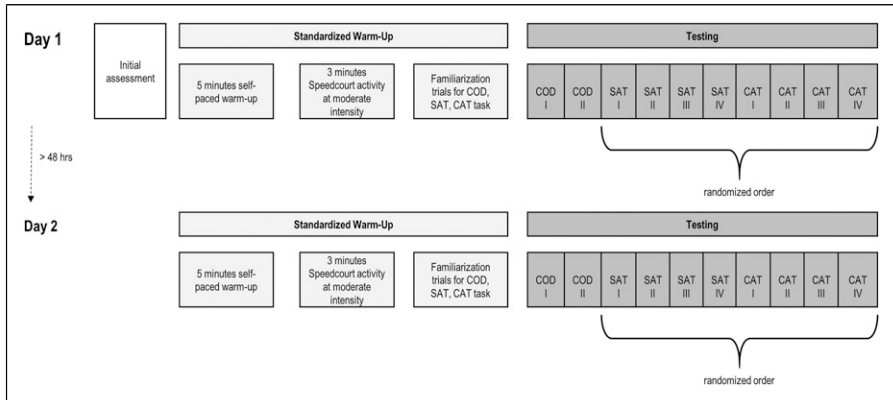 Day 1
Initial
assessment
Standardized Warm-Up
5 minutes self-
paced warm-up
3 minutes
Speedcourt activity
at moderate
intensity
Familiarization
trials for COD,
SAT, CAT task
Testing
COD
I
COD
II
SAT
I
SAT
II
SAT
III
SAT
IV
CAT
I
CAT
II
CAT
III
CAT
IV
randomized order
> 48 hrs
Day 2
Standardized Warm-Up
5 minutes self-
paced warm-up
3 minutes
Speedcourt activity
at moderate
intensity
Familiarization
trials for COD,
SAT, CAT task
Testing
COD
I
COD
II
SAT
I
SAT
II
SAT
III
SAT
IV
CAT
I
CAT
II
CAT
III
CAT
IV
randomized order